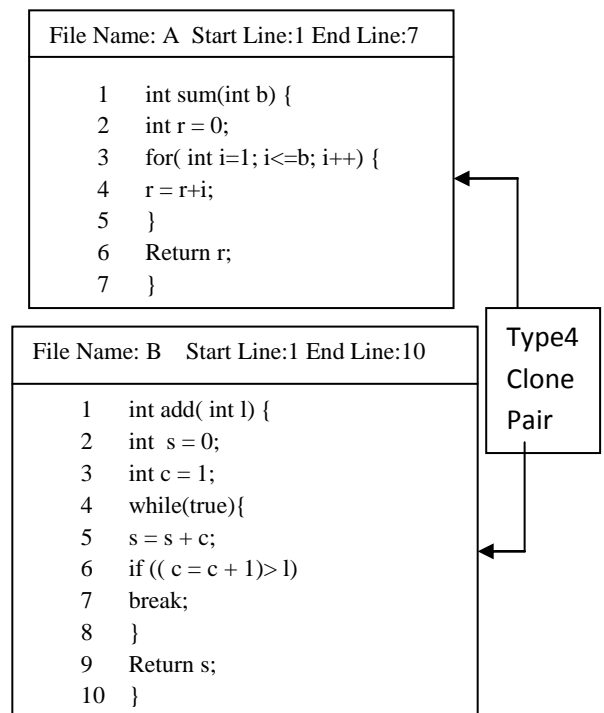 File Name: A Start Line:1 End Line:7
1 int sum(int b) {
2 int r = 0;
3 for( int i=1; i<=b; i++) {
4 r = r+i;
5 }
6 Return r;
7 }
Type4
Clone
Pair
File Name: B Start Line:1 End Line:10
1 int add( int l) {
2 int s = 0;
3 int c = 1;
4 while(true){
5 s = s + c;
6 if (( c = c + 1)> l)
7 break;
8 }
9 Return s;
10 }